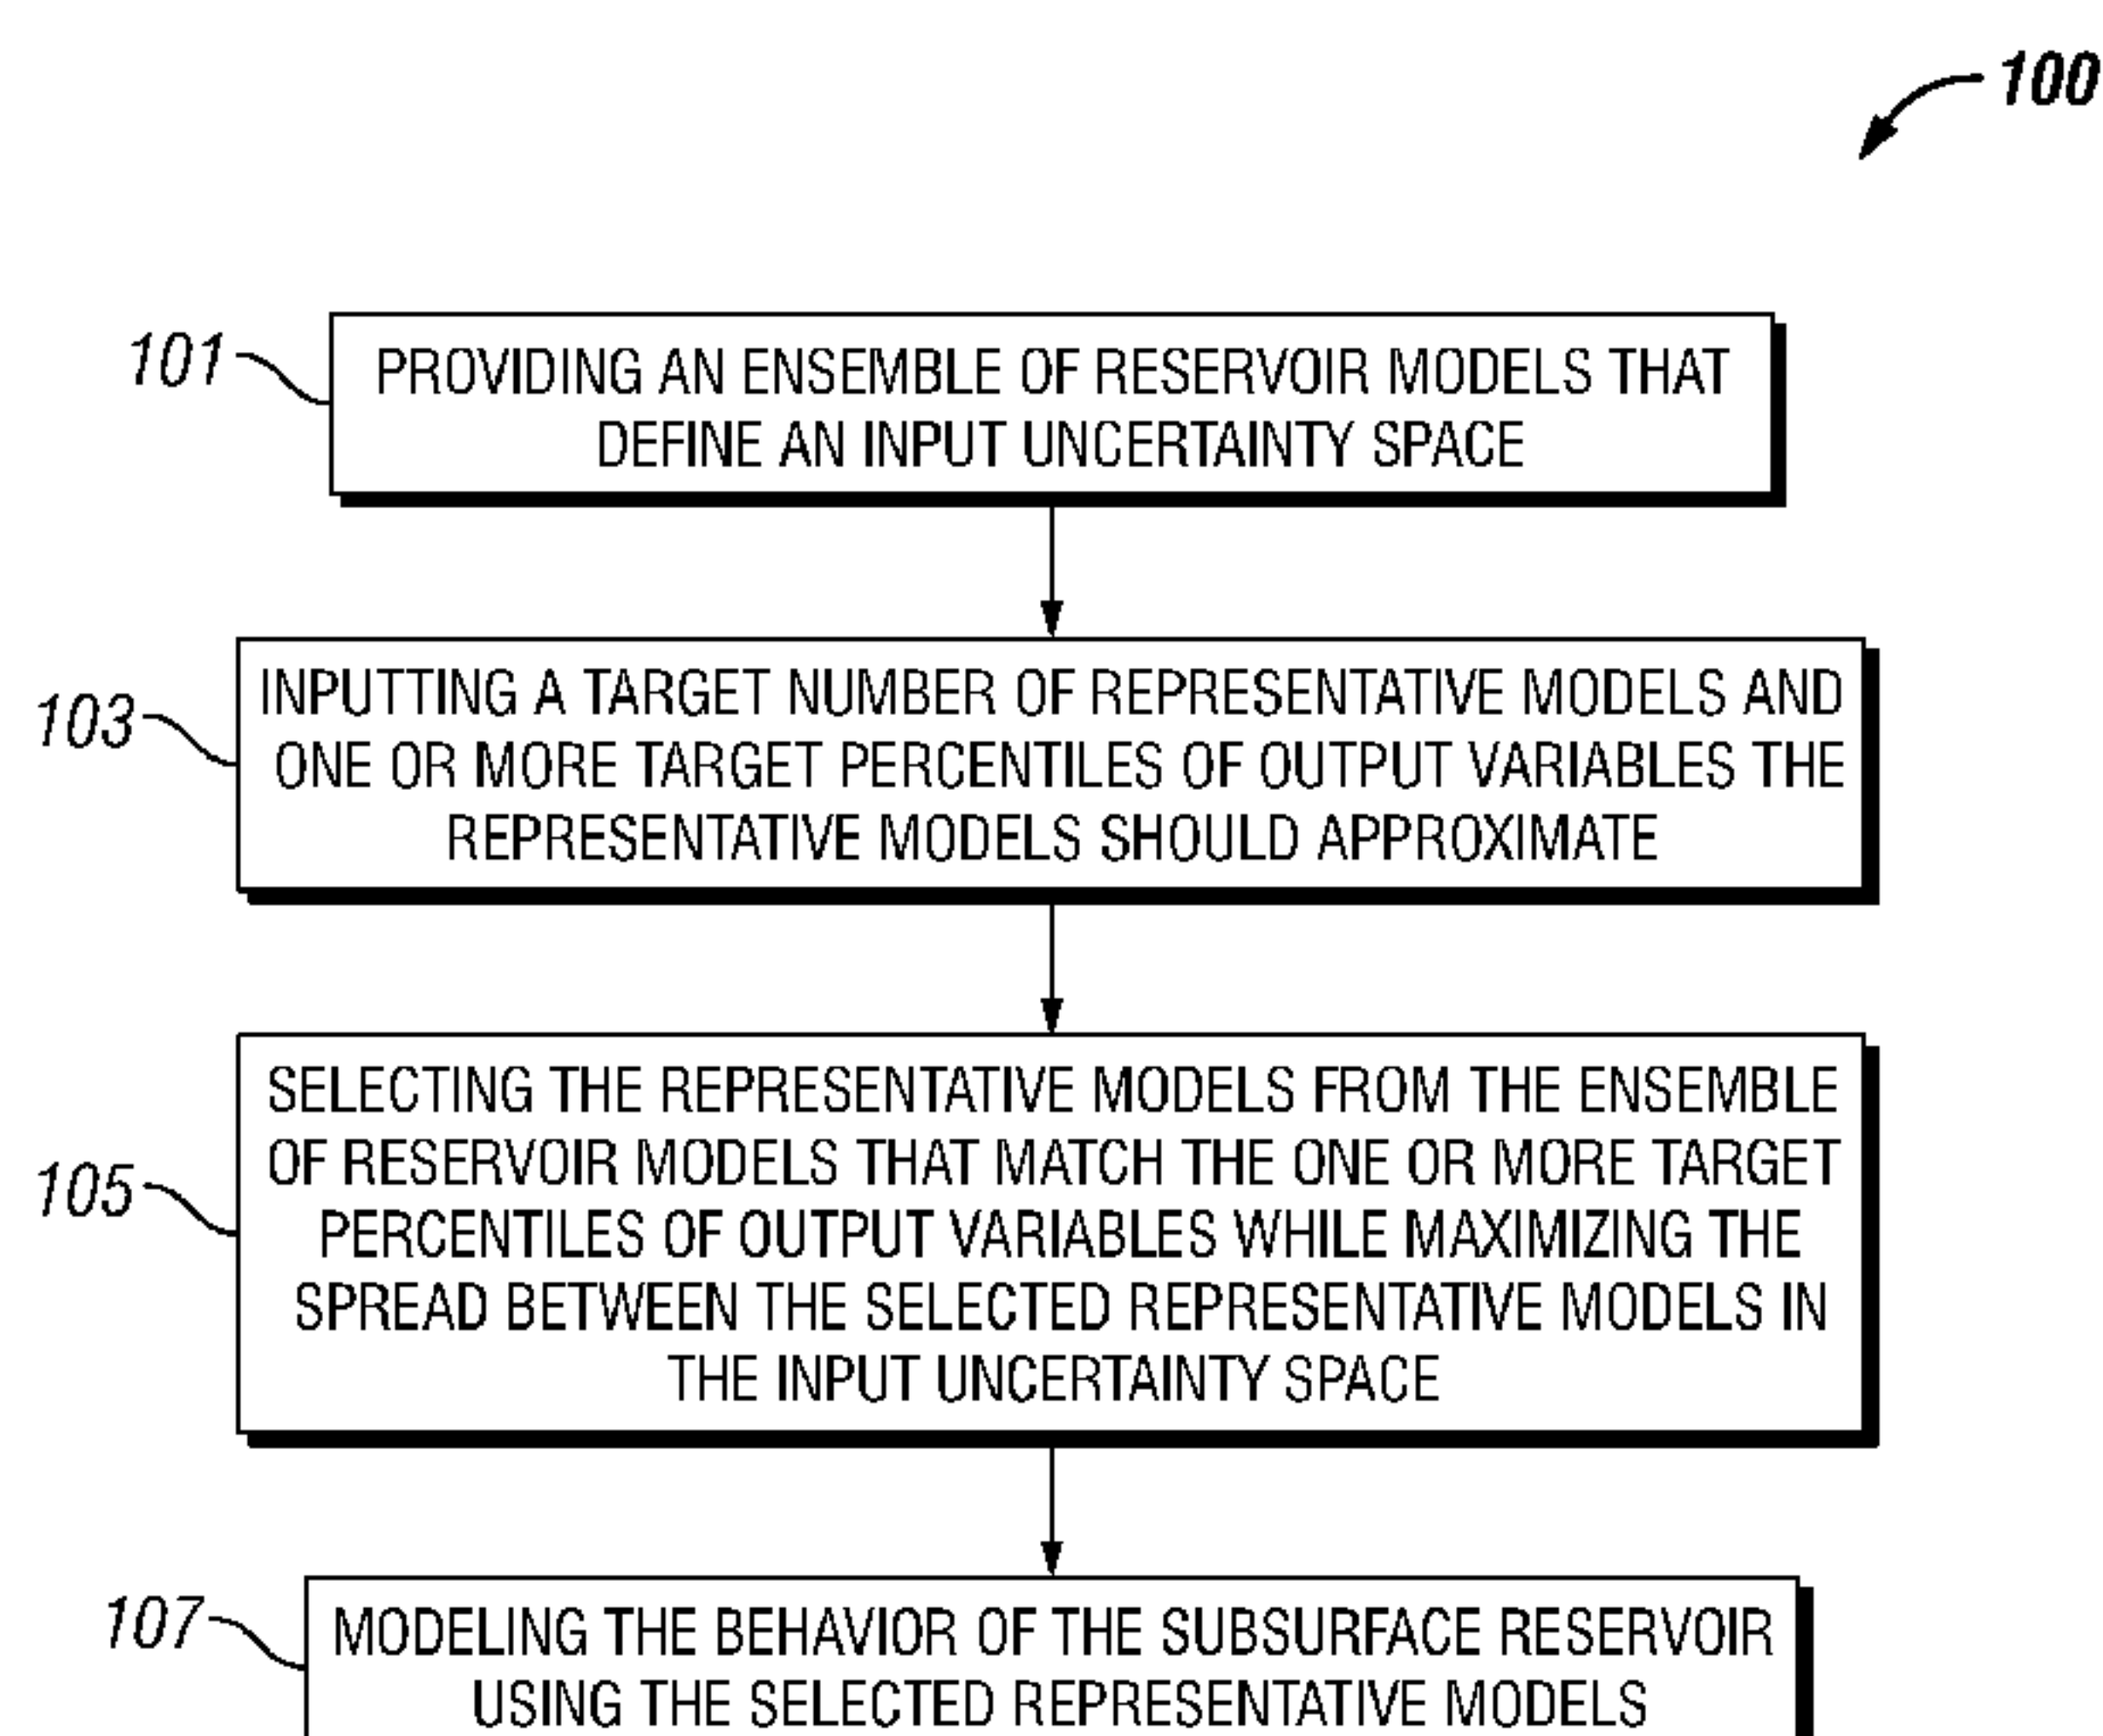 100
101
PROVIDING AN ENSEMBLE OF RESERVOIR MODELS THAT
DEFINE AN INPUT UNCERTAINTY SPACE
103
INPUTTING A TARGET NUMBER OF REPRESENTATIVE MODELS AND
ONE OR MORE TARGET PERCENTILES OF OUTPUT VARIABLES THE
REPRESENTATIVE MODELS SHOULD APPROXIMATE
105
SELECTING THE REPRESENTATIVE MODELS FROM THE ENSEMBLE
OF RESERVOIR MODELS THAT MATCH THE ONE OR MORE TARGET
PERCENTILES OF OUTPUT VARIABLES WHILE MAXIMIZING THE
SPREAD BETWEEN THE SELECTED REPRESENTATIVE MODELS IN
THE INPUT UNCERTAINTY SPACE
107
MODELING THE BEHAVIOR OF THE SUBSURFACE RESERVOIR
USING THE SELECTED REPRESENTATIVE MODELS